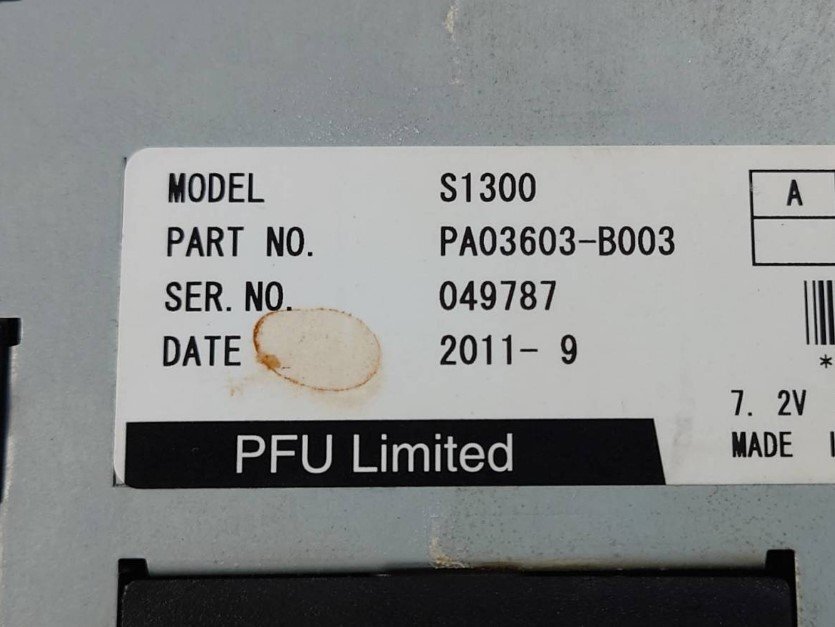 MODEL S1300 A
PART NO. PA03603-B003
SER. NO. 049787
DATE 2011- 9 *
7. 2V
PFU Limited MADE